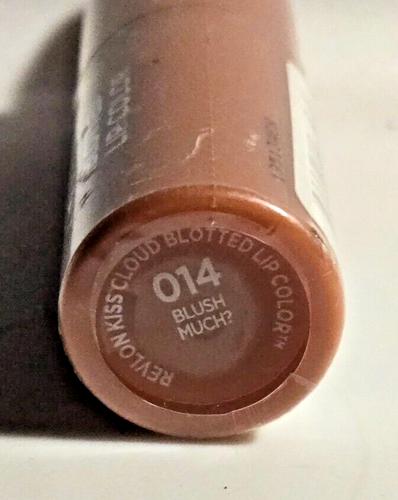 REVLON KISS CLOUD BLOTTED LIP COLOR™
014
BLUSH
MUCH?
LIP COLOR